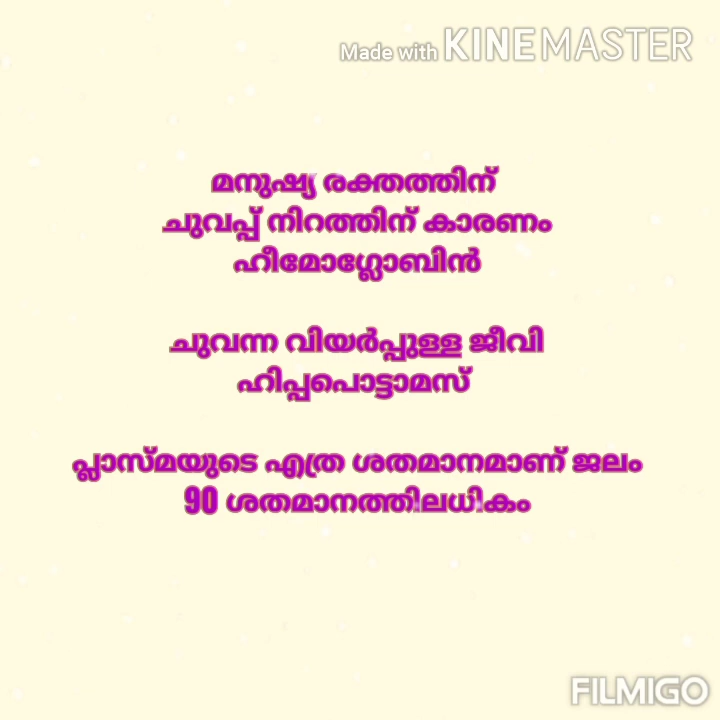 Made with KINEMASTER
മനുഷ്യ രക്തത്തിന്
ചുവപ്പ് നിറത്തിന് കാരണം
ഹീമോഗ്ലോബിൻ
ചുവന്ന വിയർപ്പുള്ള ജീവി
ഹിപ്പപൊട്ടാമസ്
പ്ലാസ്മയുടെ എത്ര ശതമാനമാണ് ജലം
90 ശതമാനത്തിലധികം
FILMIGO